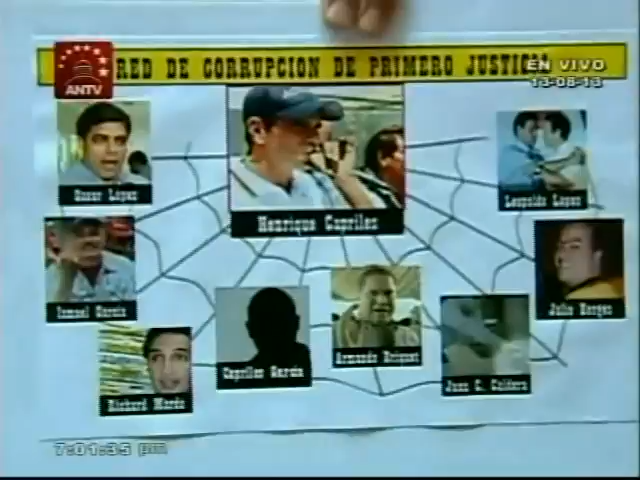 RED DE CORRUPCION DE PRIMERO JUSTICIA
ANTV
EN VIVO
13-08-13
Oscar Lopez
Henrique Capriles
Leopoldo Lopez
Ismael Garcia
Julio Borges
Richard Mardo
Capriles Garcia
Armando Briquet
Juan C. Caldera
7:01:35 pm